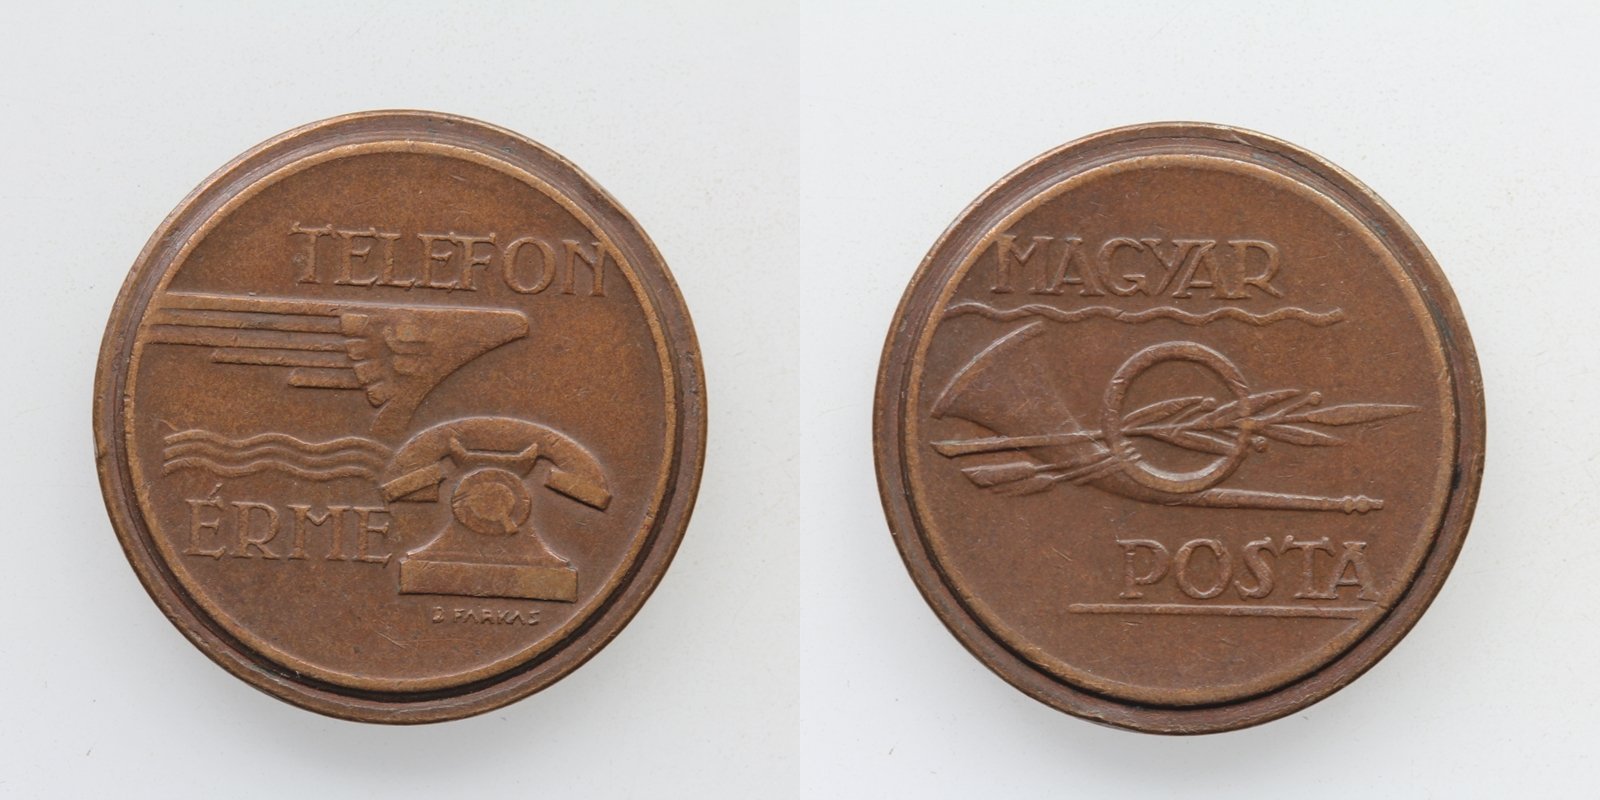 TELEFON
ÉRME
B FARKAS
MAGYAR
POSTA